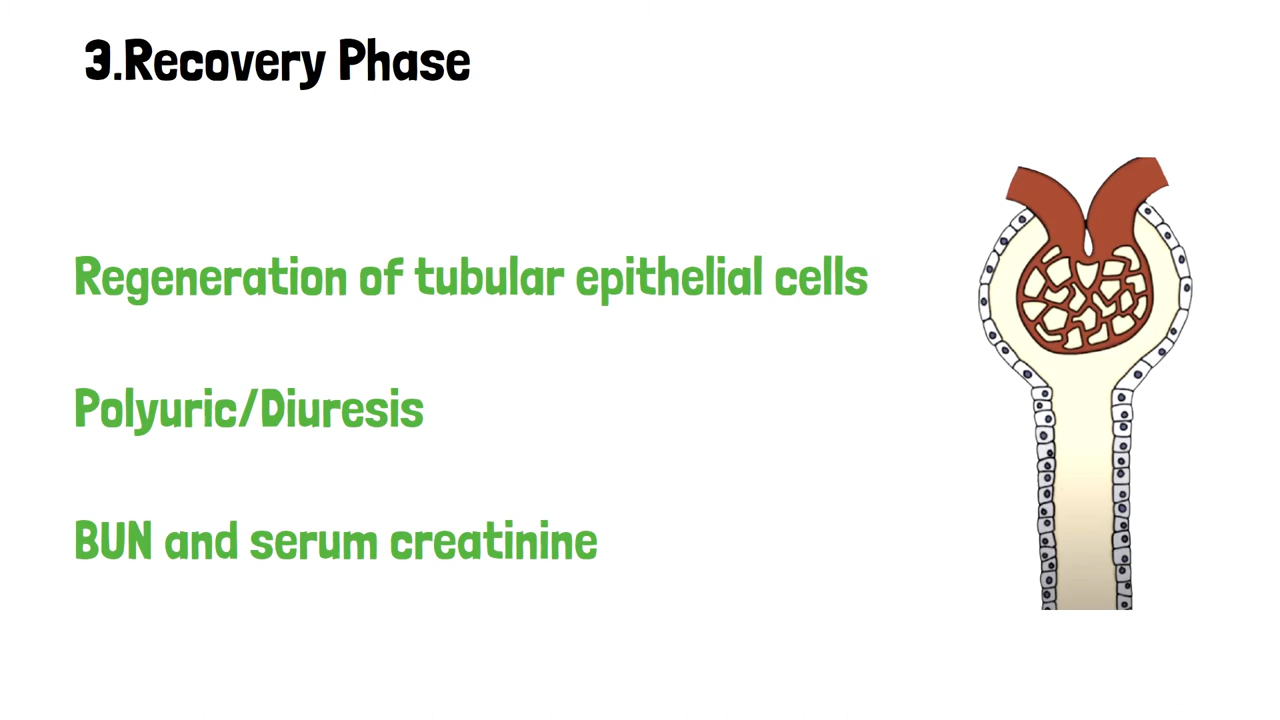 3.Recovery Phase
Regeneration of tubular epithelial cells
Polyuric/Diuresis
BUN and serum creatinine